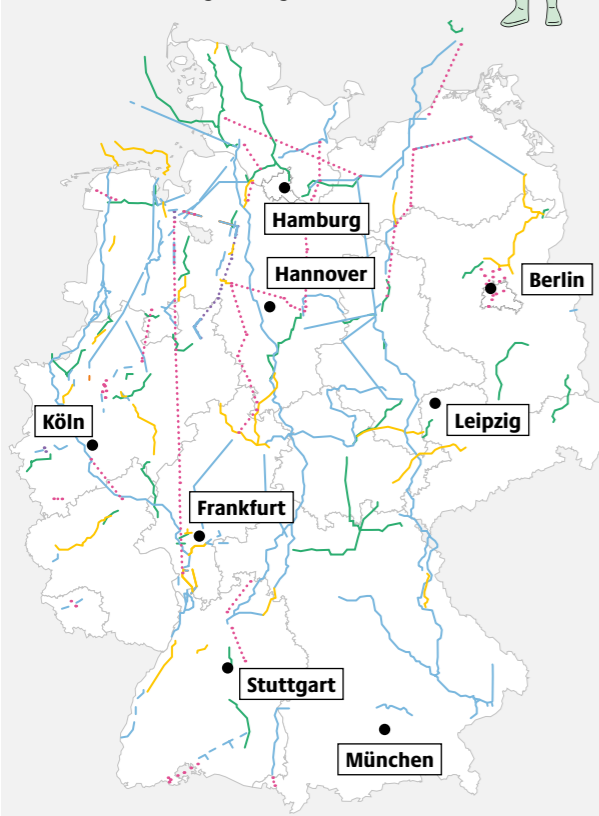 Hamburg
Hannover
Berlin
Köln
Leipzig
Frankfurt
Stuttgart
München